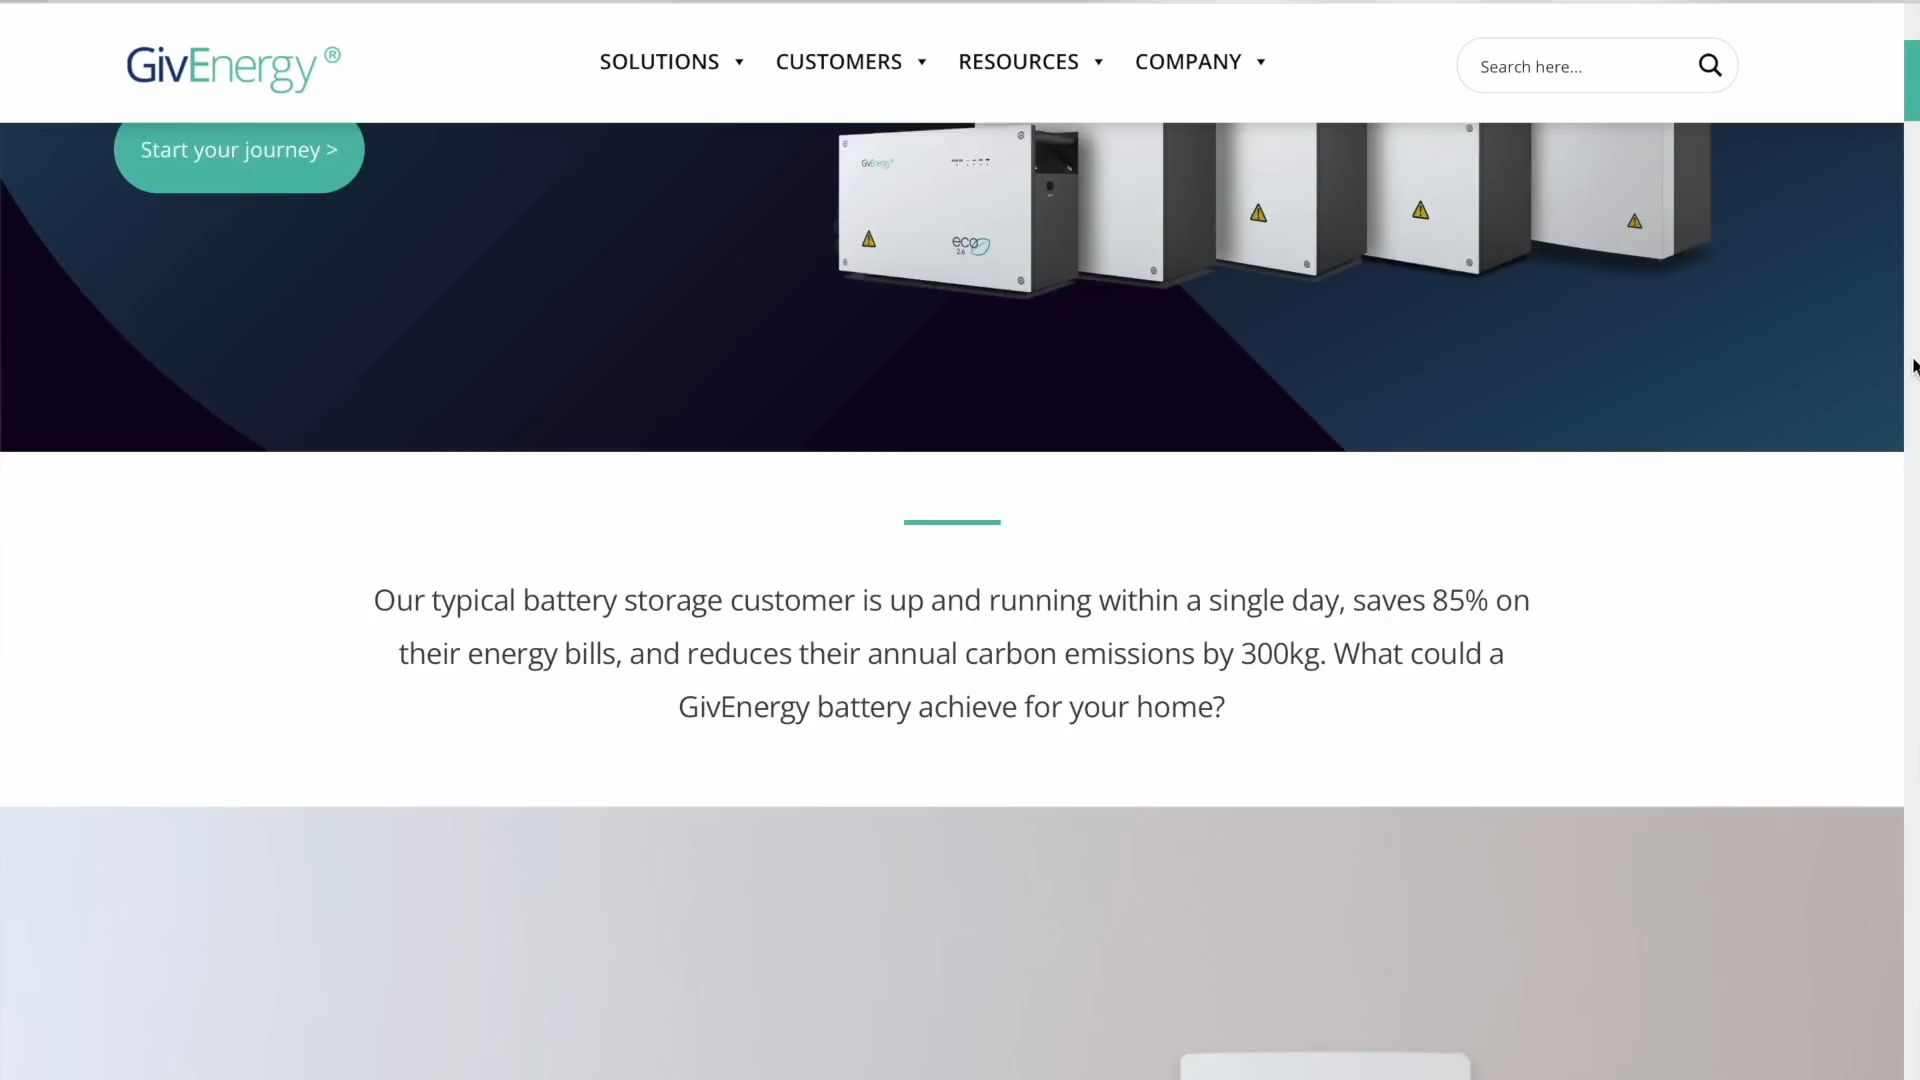 GivEnergy®
SOLUTIONS
CUSTOMERS
RESOURCES
COMPANY
Search here...
Start your journey >
GivEnergy®
eco
2.6
Our typical battery storage customer is up and running within a single day, saves 85% on
their energy bills, and reduces their annual carbon emissions by 300kg. What could a
GivEnergy battery achieve for your home?